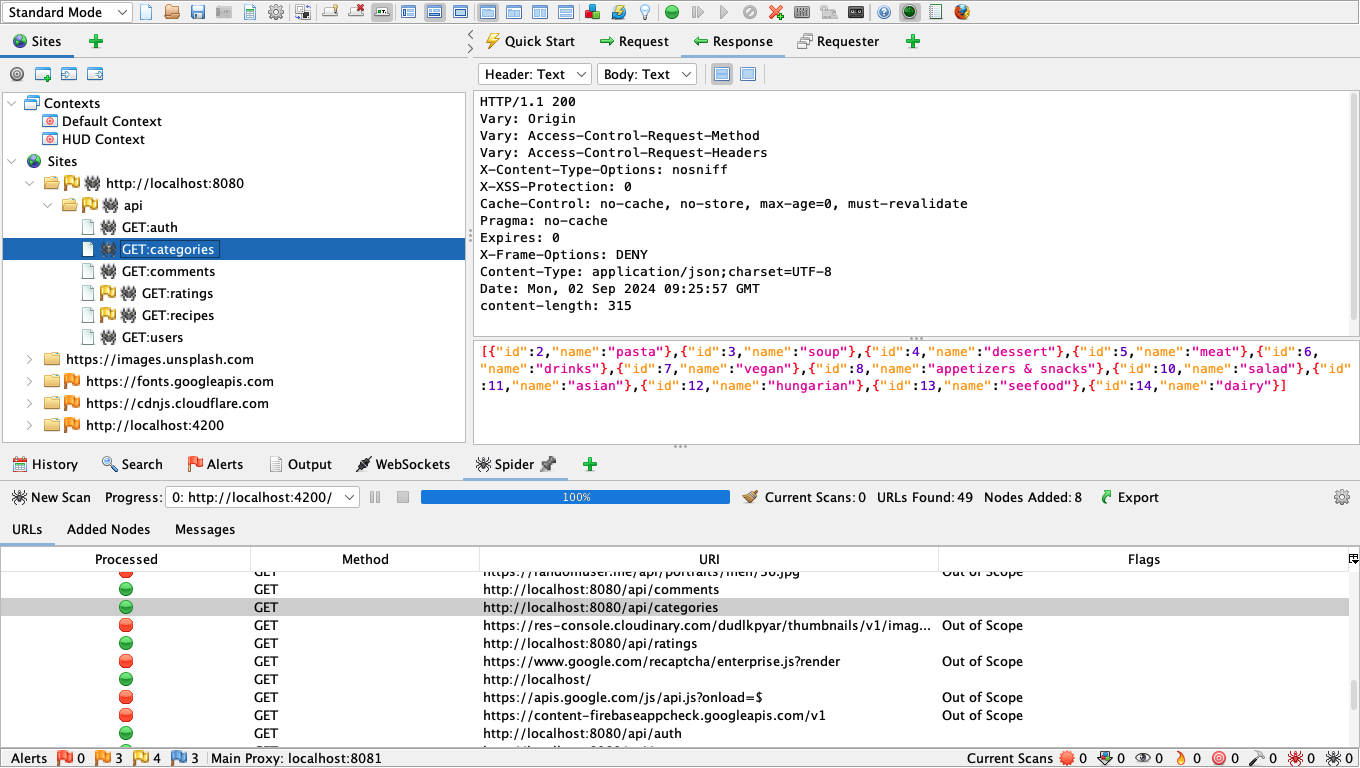 Standard Mode
Sites
Quick Start
Request
Response
Requester
Header: Text
Body: Text
Contexts
Default Context
HUD Context
Sites
http://localhost:8080
api
GET:auth
GET:categories
GET:comments
GET:ratings
GET:recipes
GET:users
https://images.unsplash.com
https://fonts.googleapis.com
https://cdnjs.cloudflare.com
http://localhost:4200
HTTP/1.1 200
Vary: Origin
Vary: Access-Control-Request-Method
Vary: Access-Control-Request-Headers
X-Content-Type-Options: nosniff
X-XSS-Protection: 0
Cache-Control: no-cache, no-store, max-age=0, must-revalidate
Pragma: no-cache
Expires: 0
X-Frame-Options: DENY
Content-Type: application/json;charset=UTF-8
Date: Mon, 02 Sep 2024 09:25:57 GMT
content-length: 315
[{"id":2,"name":"pasta"},{"id":3,"name":"soup"},{"id":4,"name":"dessert"},{"id":5,"name":"meat"},{"id":6,
"name":"drinks"},{"id":7,"name":"vegan"},{"id":8,"name":"appetizers & snacks"},{"id":10,"name":"salad"},{"id"
:11,"name":"asian"},{"id":12,"name":"hungarian"},{"id":13,"name":"seefood"},{"id":14,"name":"dairy"}]
History Search Alerts Output WebSockets Spider
New Scan Progress: 0: http://localhost:4200/ 100% Current Scans: 0 URLs Found: 49 Nodes Added: 8 Export
URLs Added Nodes Messages
Processed Method URI Flags
GET https://randomuser.me/api/portraits/men/50.jpg Out of Scope
GET http://localhost:8080/api/comments
GET http://localhost:8080/api/categories
GET https://res-console.cloudinary.com/dudlkpyar/thumbnails/v1/imag... Out of Scope
GET http://localhost:8080/api/ratings
GET https://www.google.com/recaptcha/enterprise.js?render Out of Scope
GET http://localhost/
GET https://apis.google.com/js/api.js?onload=$ Out of Scope
GET https://content-firebaseappcheck.googleapis.com/v1 Out of Scope
GET http://localhost:8080/api/auth
Alerts 0 3 4 3 Main Proxy: localhost:8081 Current Scans 0 0 0 0 0 0 0 0